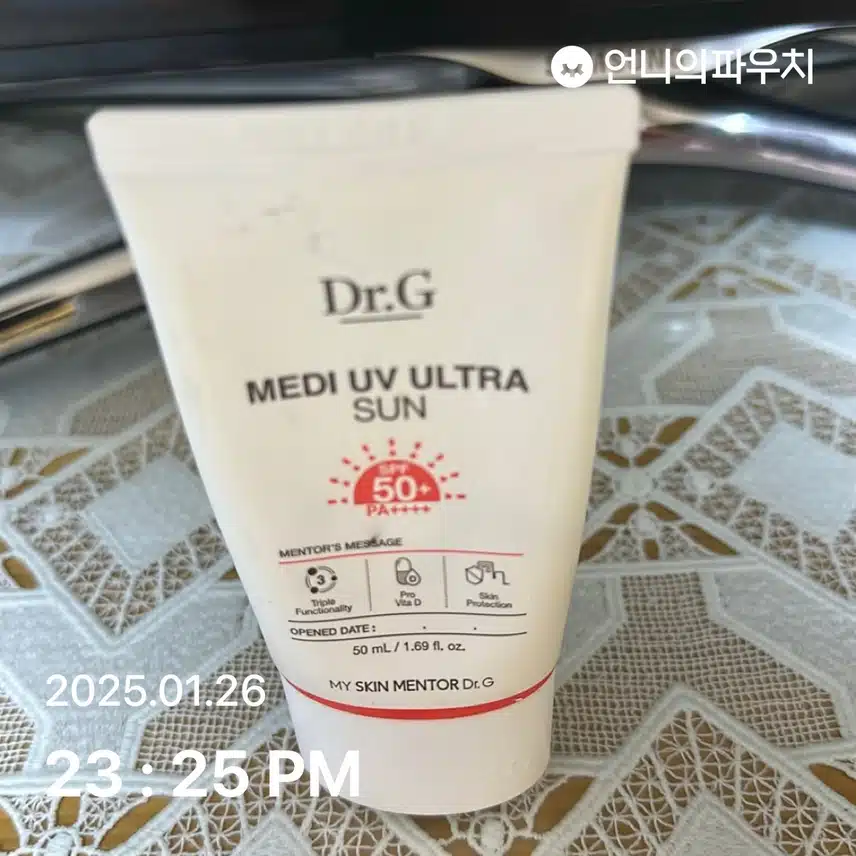 언니의파우치
Dr.G
MEDI UV ULTRA
SUN
SPF
50+
PA++++
MENTOR'S MESSAGE
3
Triple
Functionality
Pro
Vita D
Skin
Protection
OPENED DATE : . .
50 mL / 1.69 fl. oz.
MY SKIN MENTOR Dr.G
2025.01.26
23 : 25 PM